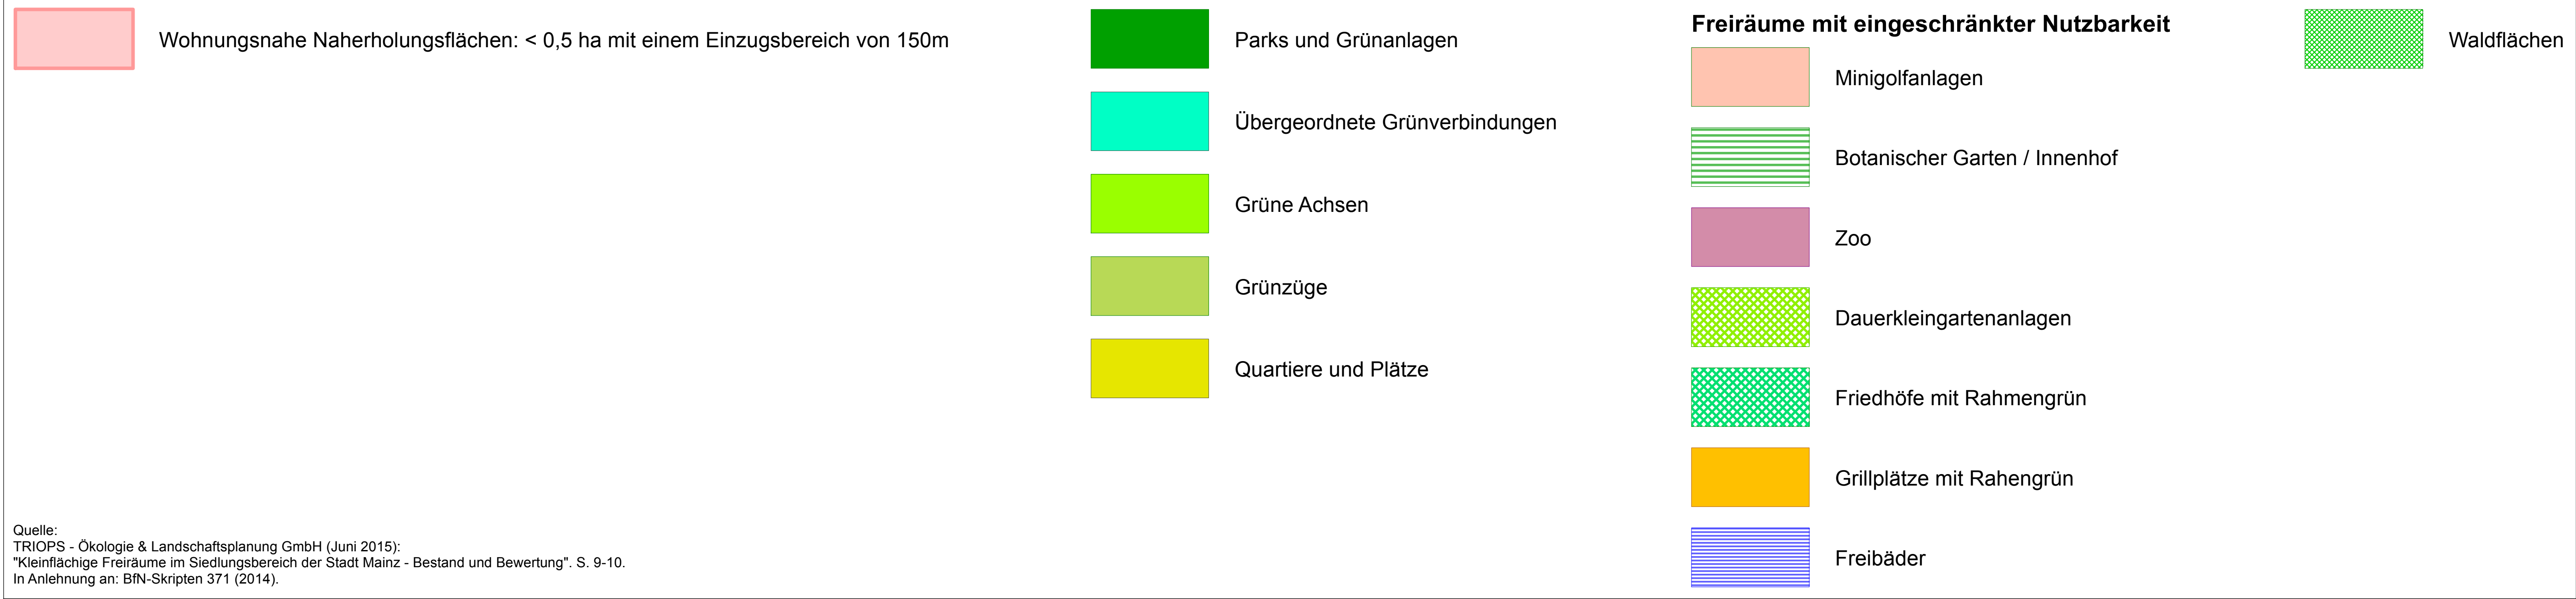 Wohnungsnahe Naherholungsflächen: < 0,5 ha mit einem Einzugsbereich von 150m
Parks und Grünanlagen
Übergeordnete Grünverbindungen
Grüne Achsen
Grünzüge
Quartiere und Plätze
Freiräume mit eingeschränkter Nutzbarkeit
Minigolfanlagen
Botanischer Garten / Innenhof
Zoo
Dauerkleingartenanlagen
Friedhöfe mit Rahmengrün
Grillplätze mit Rahengrün
Freibäder
Waldflächen
Quelle:
TRIOPS - Ökologie & Landschaftsplanung GmbH (Juni 2015):
"Kleinflächige Freiräume im Siedlungsbereich der Stadt Mainz - Bestand und Bewertung". S. 9-10.
In Anlehnung an: BfN-Skripten 371 (2014).